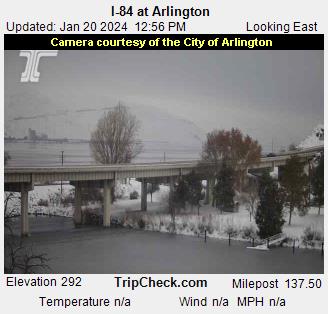 I-84 at Arlington
Updated: Jan 20 2024 12:56 PM Looking East
Camera courtesy of the City of Arlington
Elevation 292 TripCheck.com Milepost 137.50
Temperature n/a Wind n/a MPH n/a